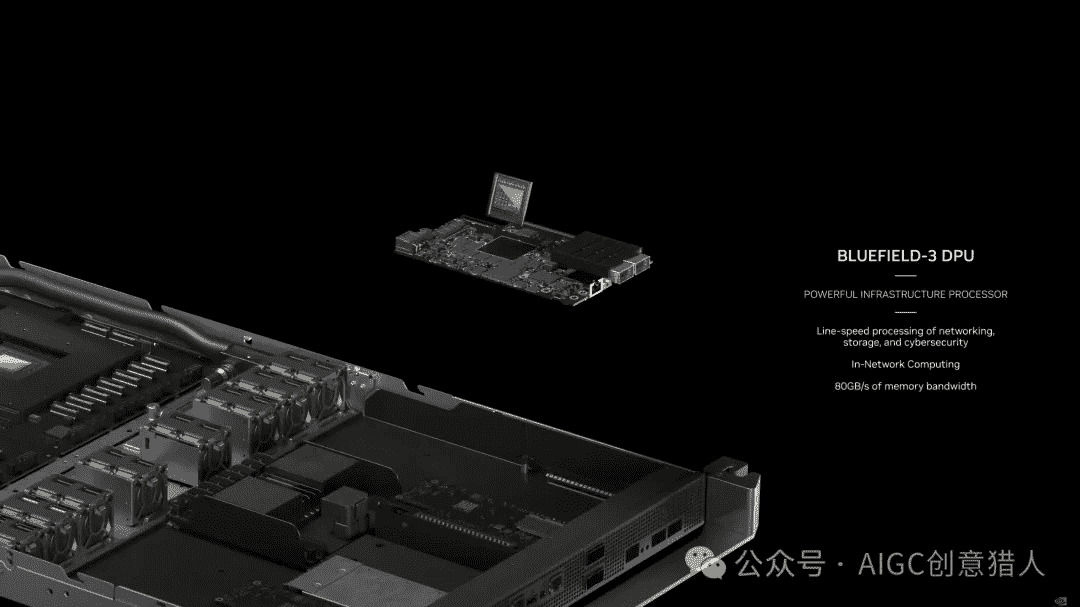 BLUEFIELD-3 DPU
POWERFUL INFRASTRUCTURE PROCESSOR
Line-speed processing of networking,
storage, and cybersecurity
In-Network Computing
80GB/s of memory bandwidth
公众号 · AIGC创意猎人